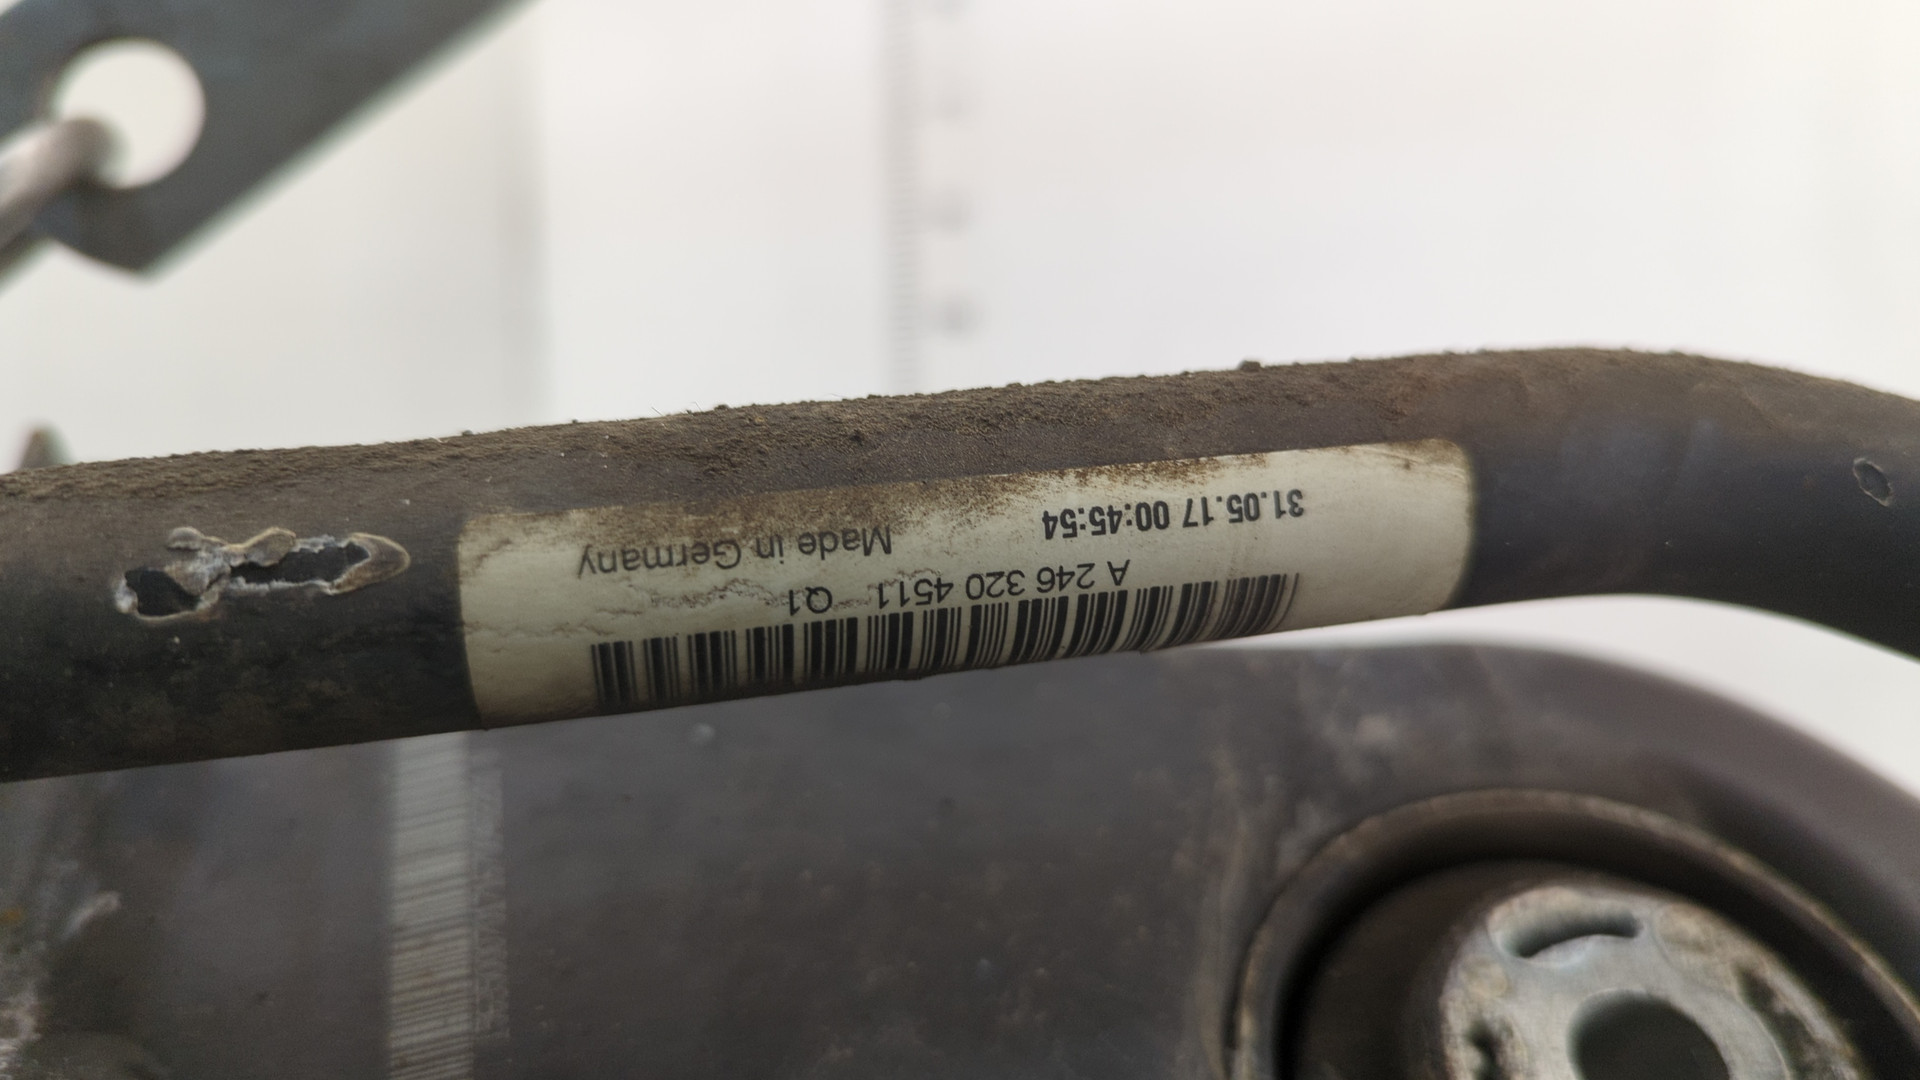 A 246 320 4511 Q1
31.05.17 00:45:54 Made in Germany